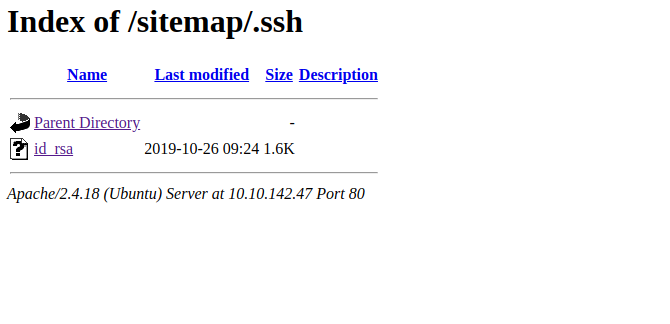 Index of /sitemap/.ssh
Name Last modified Size Description
Parent Directory -
id_rsa 2019-10-26 09:24 1.6K
Apache/2.4.18 (Ubuntu) Server at 10.10.142.47 Port 80